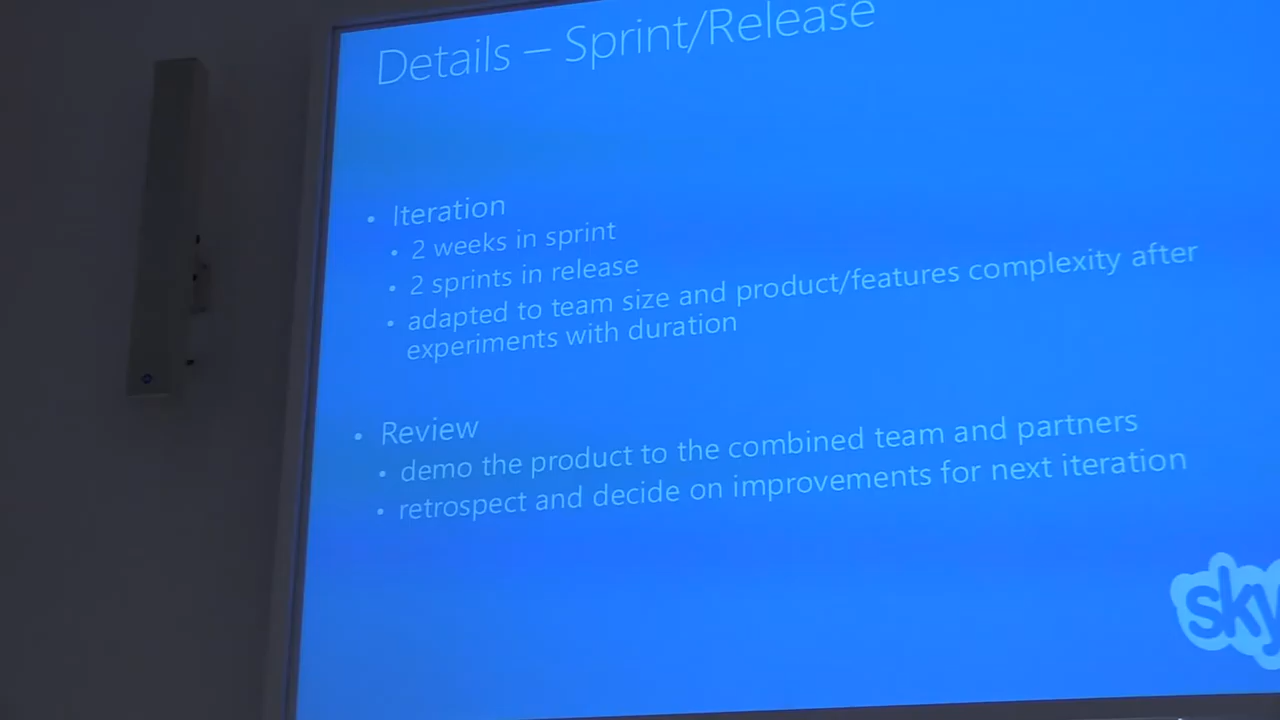 Details – Sprint/Release
• Iteration
• 2 weeks in sprint
• 2 sprints in release
• adapted to team size and product/features complexity after
experiments with duration
• Review
• demo the product to the combined team and partners
• retrospect and decide on improvements for next iteration
sky